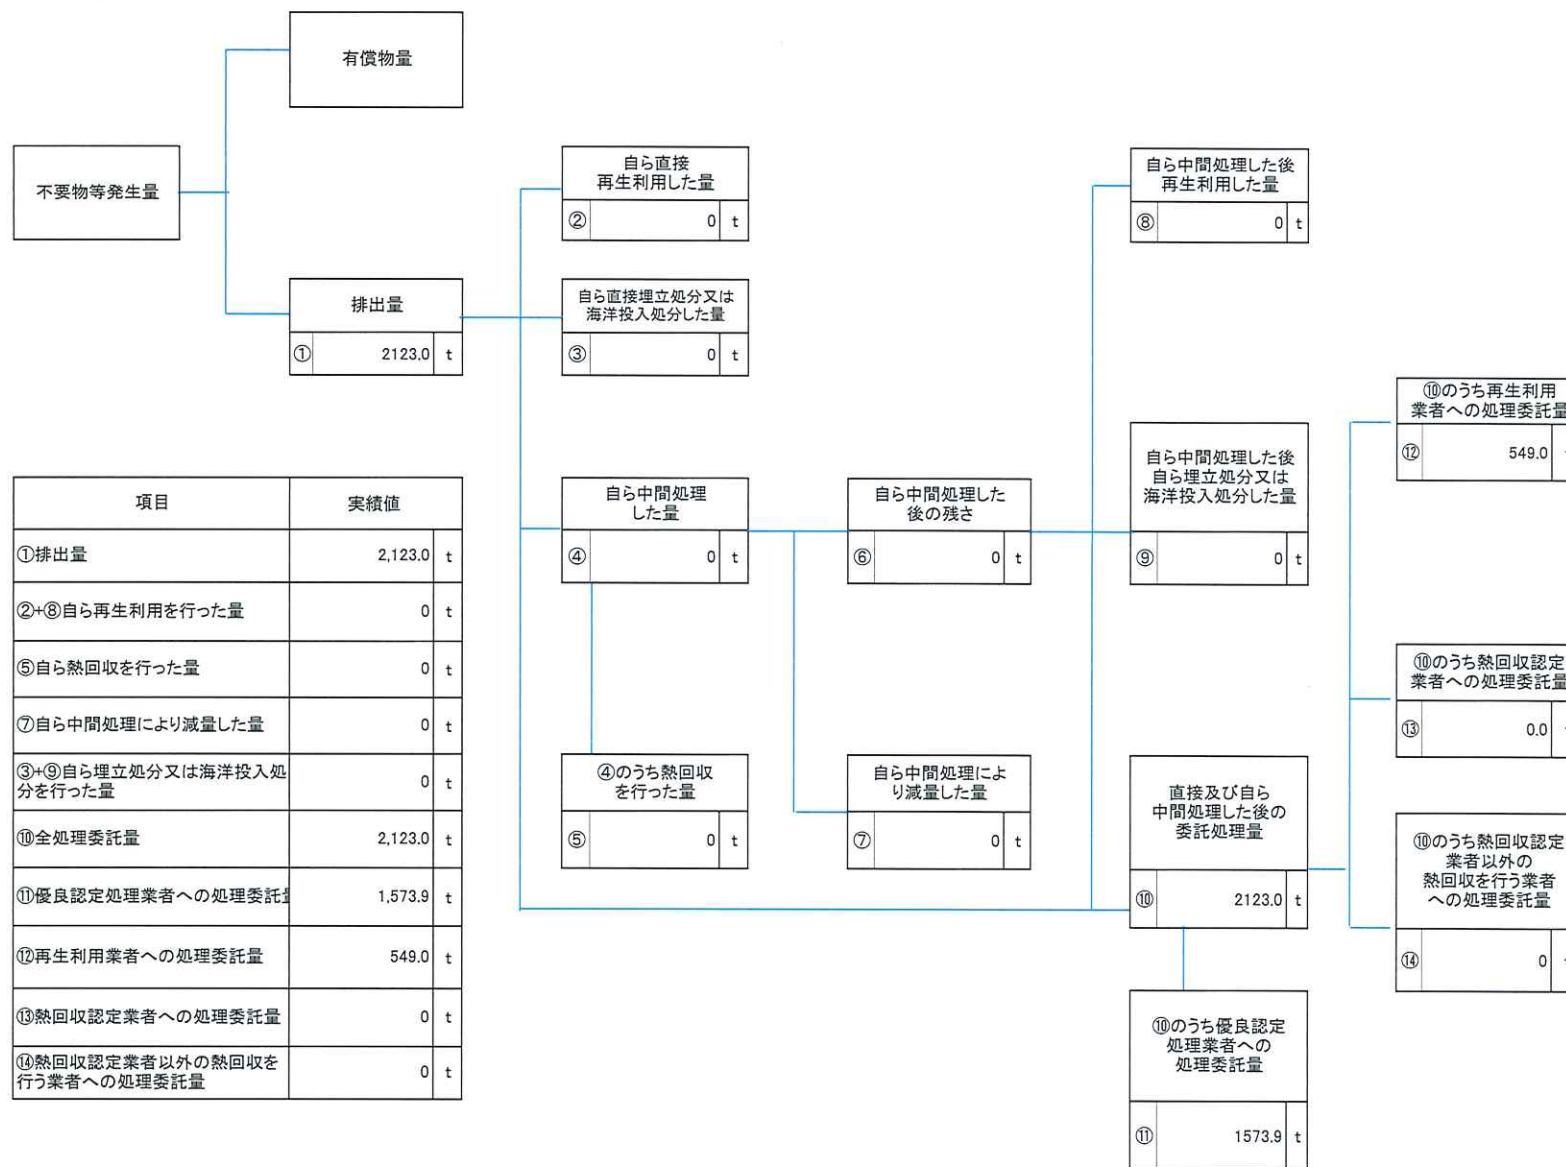 有償物量
不要物等発生量
排出量
① 2123.0 t
自ら直接
再生利用した量
② 0 t
自ら直接埋立処分又は
海洋投入処分した量
③ 0 t
自ら中間処理
した量
④ 0 t
④のうち熱回収
を行った量
⑤ 0 t
自ら中間処理した
後の残さ
⑥ 0 t
自ら中間処理によ
り減量した量
⑦ 0 t
自ら中間処理した後
再生利用した量
⑧ 0 t
自ら中間処理した後
自ら埋立処分又は
海洋投入処分した量
⑨ 0 t
直接及び自ら
中間処理した後の
委託処理量
⑩ 2123.0 t
⑩のうち優良認定
処理業者への
処理委託量
⑪ 1573.9 t
⑩のうち再生利用
業者への処理委託量
⑫ 549.0
⑩のうち熱回収認定
業者への処理委託量
⑬ 0.0
⑩のうち熱回収認定
業者以外の
熱回収を行う業者
への処理委託量
⑭ 0
項目 実績値
①排出量 2,123.0 t
②+⑧自ら再生利用を行った量 0 t
⑤自ら熱回収を行った量 0 t
⑦自ら中間処理により減量した量 0 t
③+⑨自ら埋立処分又は海洋投入処
分を行った量 0 t
⑩全処理委託量 2,123.0 t
⑪優良認定処理業者への処理委託量 1,573.9 t
⑫再生利用業者への処理委託量 549.0 t
⑬熱回収認定業者への処理委託量 0 t
⑭熱回収認定業者以外の熱回収を
行う業者への処理委託量 0 t